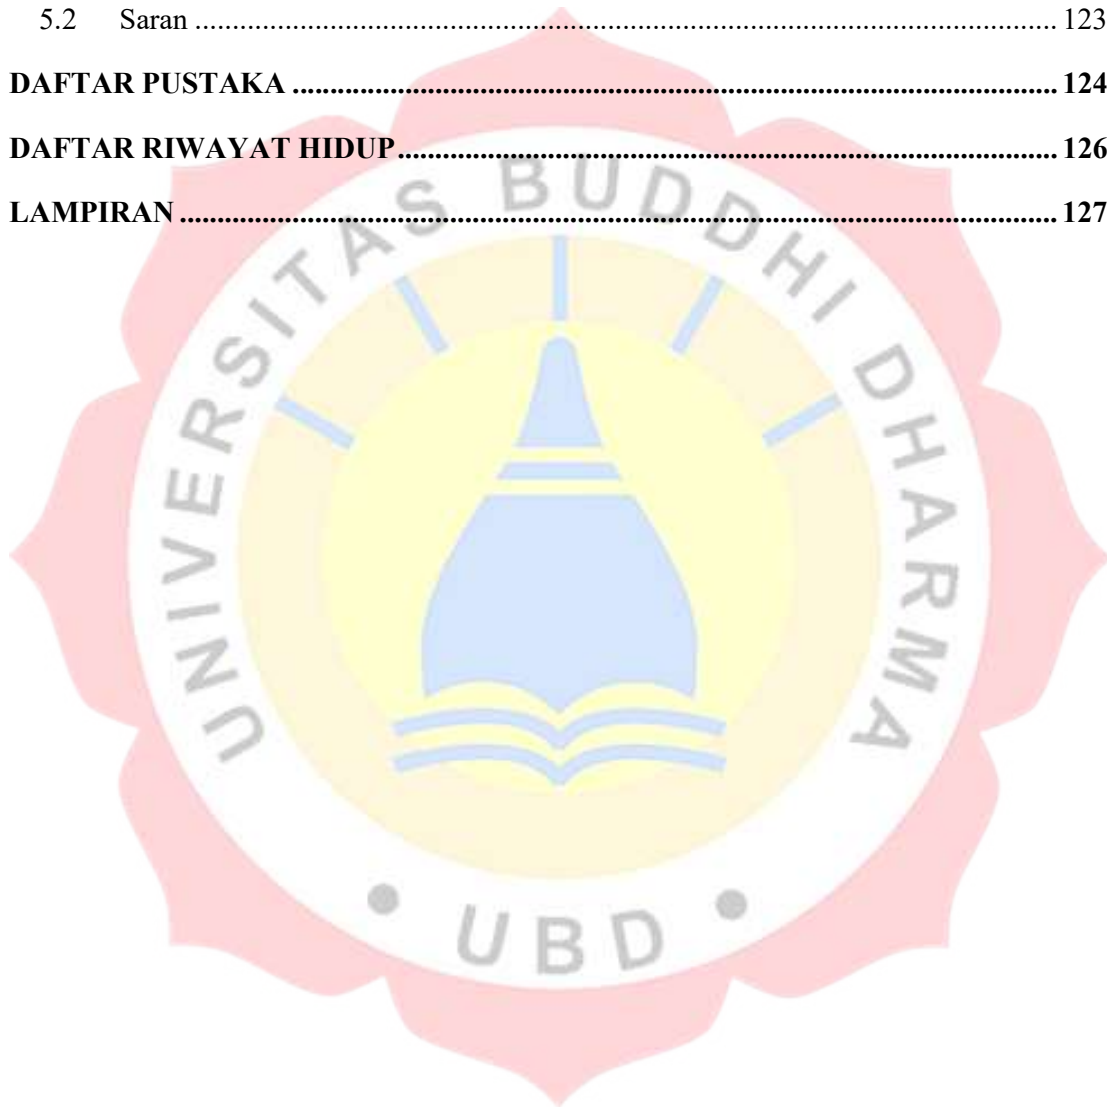 5.2 Saran ........................................................................................................ 123
DAFTAR PUSTAKA ..................................................................................... 124
DAFTAR RIWAYAT HIDUP......................................................................... 126
LAMPIRAN .................................................................................................. 127
UNIVERSITAS BUDDHI DHARMA
• UBD •